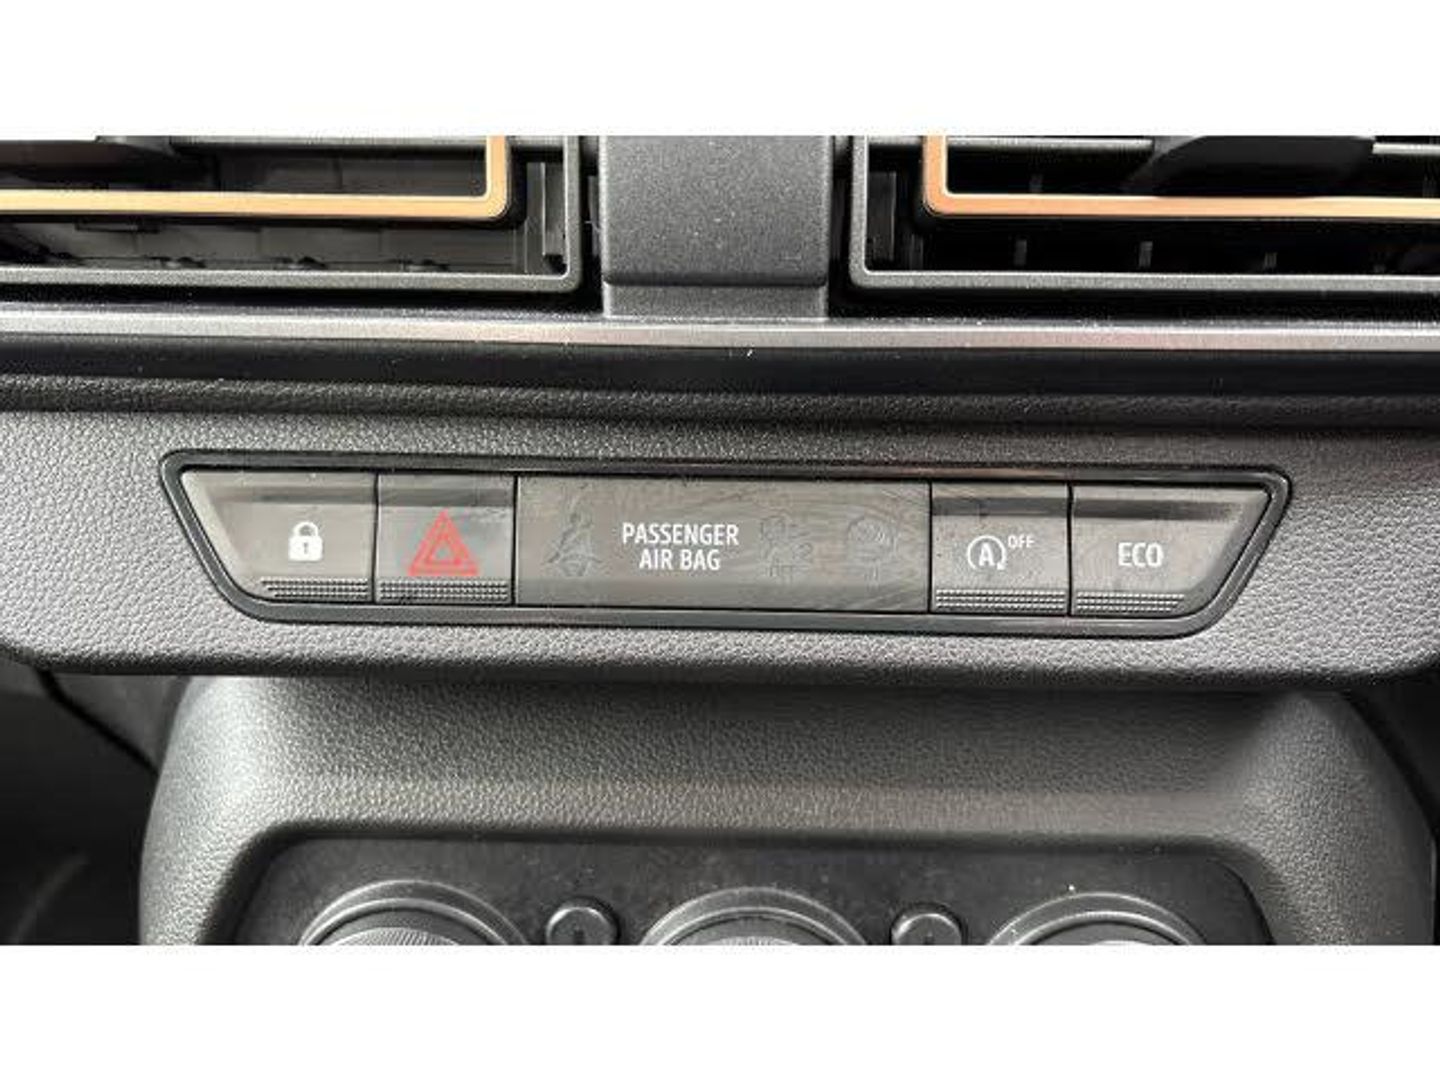 PASSENGER
AIR BAG
A OFF
ECO